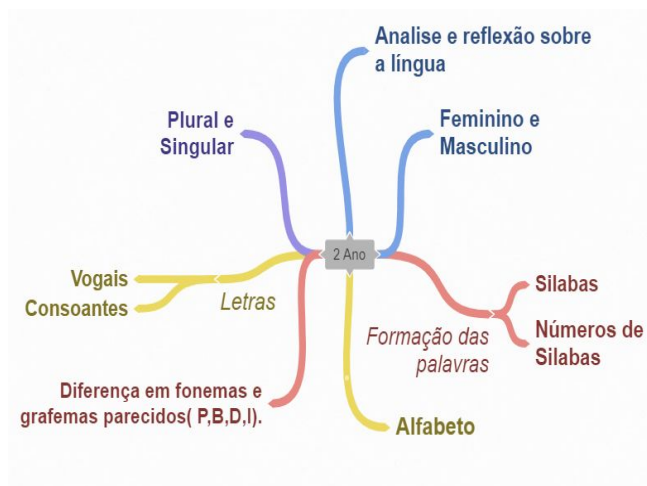 Analise e reflexão sobre
a língua
Plural e
Singular
Feminino e
Masculino
2 Ano
Vogais
Consoantes
Letras
Silabas
Números de
Silabas
Formação das
palavras
Diferença em fonemas e
grafemas parecidos( P,B,D,I).
Alfabeto